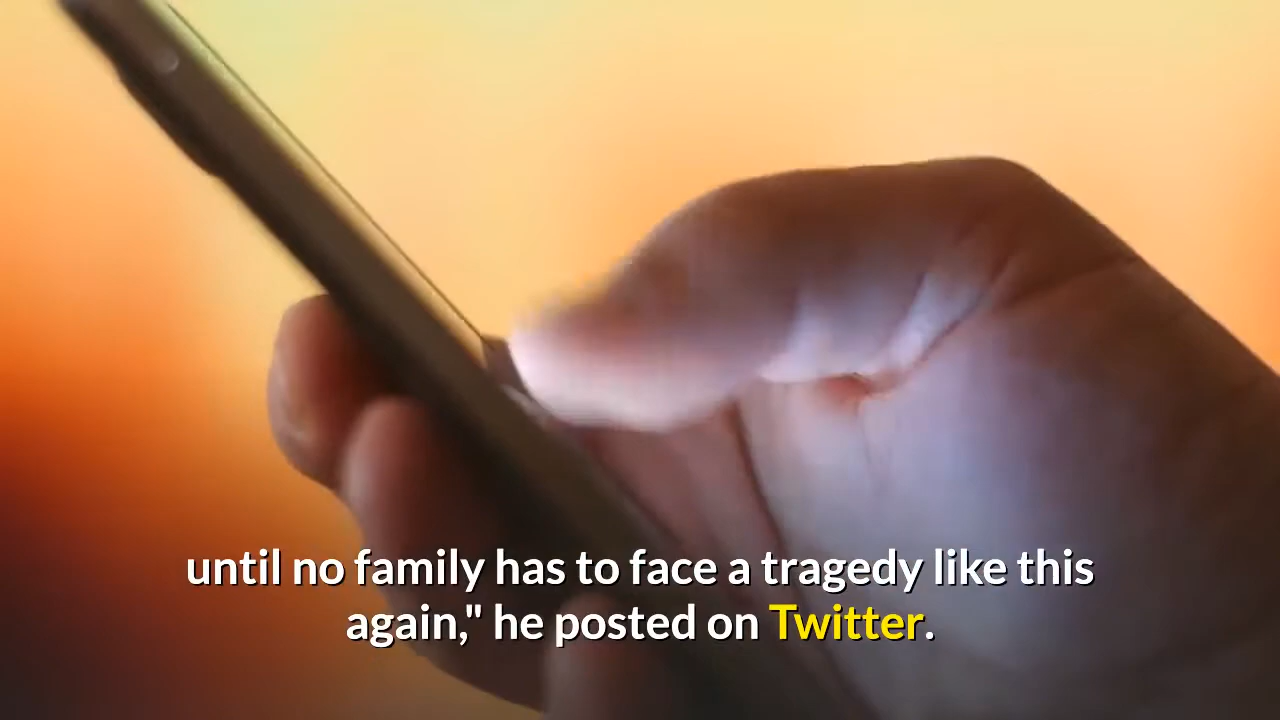 until no family has to face a tragedy like this
again," he posted on Twitter.